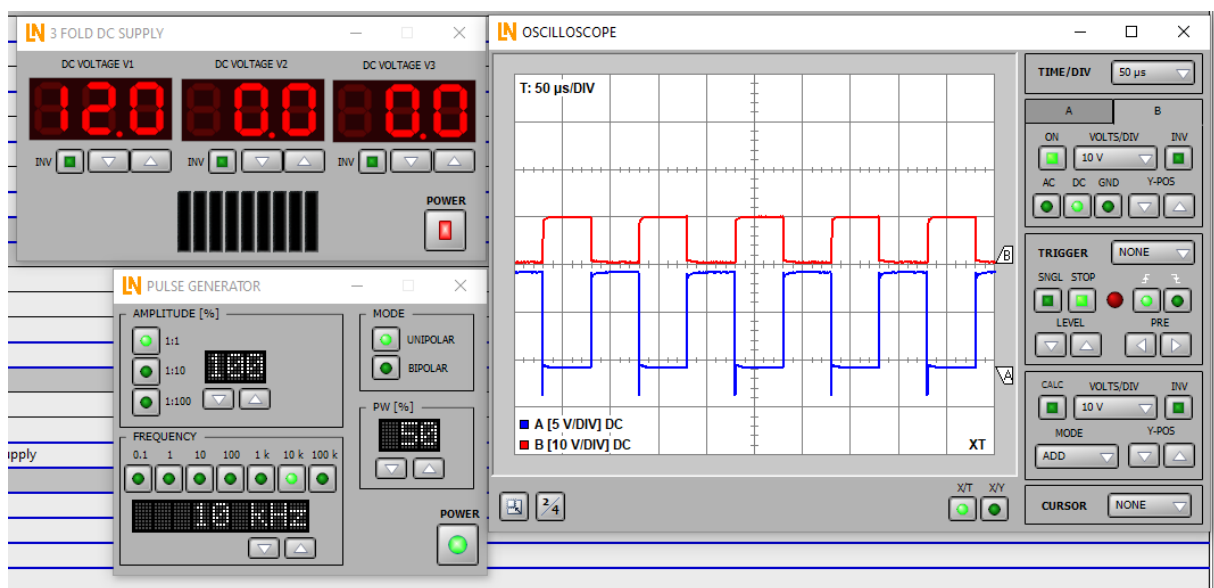 LN 3 FOLD DC SUPPLY
DC VOLTAGE V1 DC VOLTAGE V2 DC VOLTAGE V3
12.0 0.0 0.0
INV INV INV
POWER
LN PULSE GENERATOR
AMPLITUDE [%]
1:1
1:10
1:100
100
MODE
UNIPOLAR
BIPOLAR
PW [%]
50
FREQUENCY
0.1 1 10 100 1 k 10 k 100 k
10 kHz
POWER
upply
LN OSCILLOSCOPE
T: 50 µs/DIV
B
A
A [5 V/DIV] DC
B [10 V/DIV] DC
XT
2/4
X/T X/Y
TIME/DIV 50 µs
A B
ON VOLTS/DIV INV
10 V
AC DC GND Y-POS
TRIGGER NONE
SNGL STOP
LEVEL PRE
CALC VOLTS/DIV INV
10 V
MODE Y-POS
ADD
CURSOR NONE